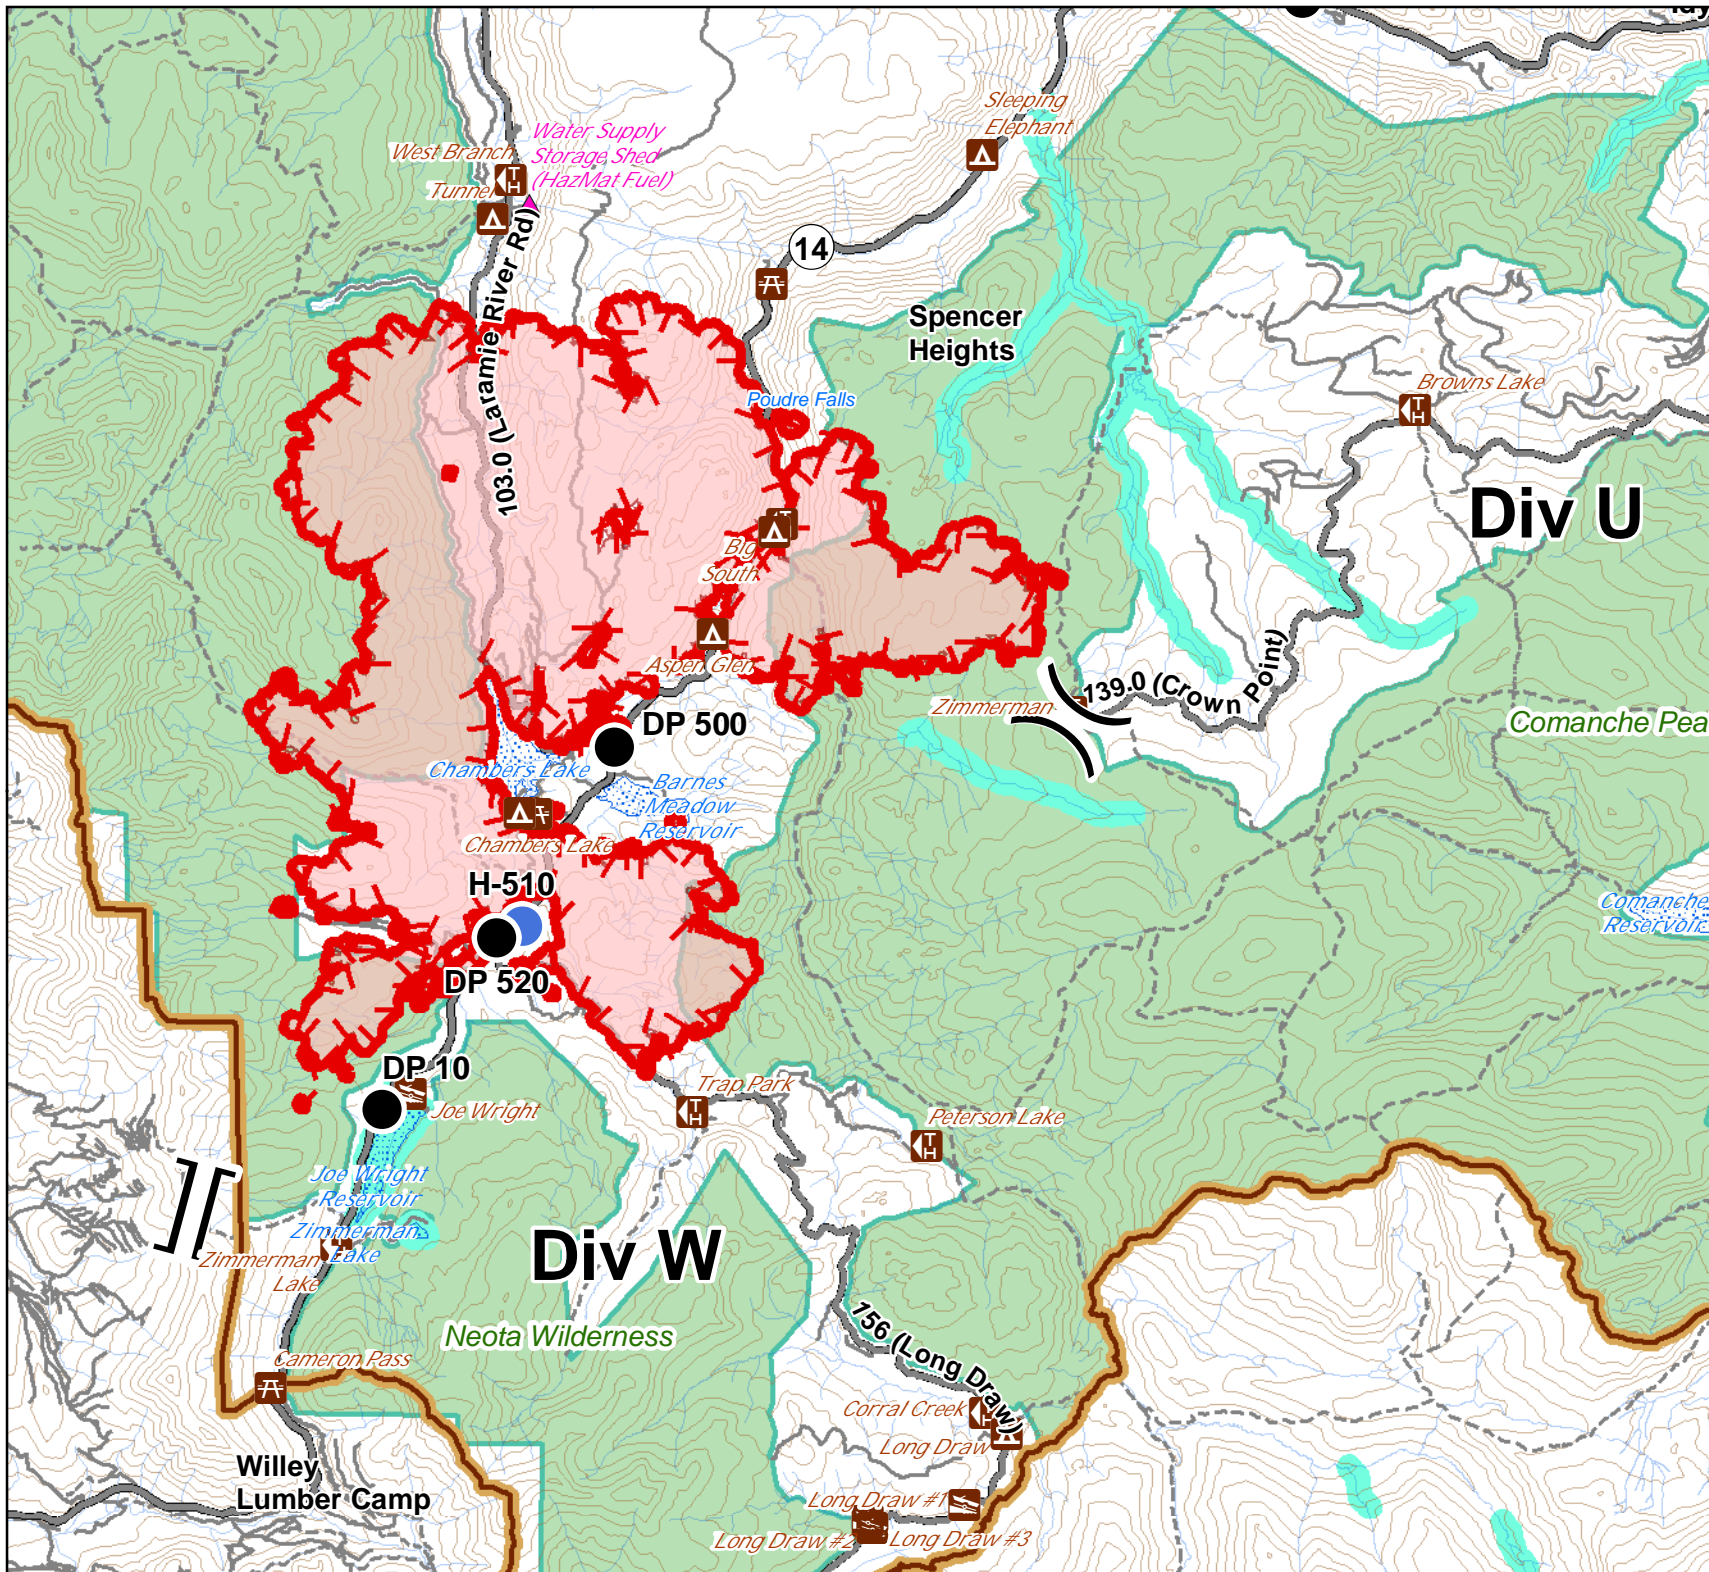 Sleeping
Elephant
Water Supply
Storage Shed
(HazMat Fuel)
West Branch
Tunnel
14
103.0 (Laramie River Rd)
Spencer
Heights
Poudre Falls
Browns Lake
Div U
Big
South
Aspen Glen
139.0 (Crown Point)
Zimmerman
DP 500
Comanche Pea
Chambers Lake
Barnes
Meadow
Reservoir
Chambers Lake
H-510
Comanche
Reservoir
DP 520
DP 10
Joe Wright
Trap Park
Peterson Lake
Joe Wright
Reservoir
Zimmerman
Lake
Zimmerman
Lake
Div W
Neota Wilderness
156 (Long Draw)
Cameron Pass
Corral Creek
Long Draw
Willey
Lumber Camp
Long Draw #1
Long Draw #2
Long Draw #3